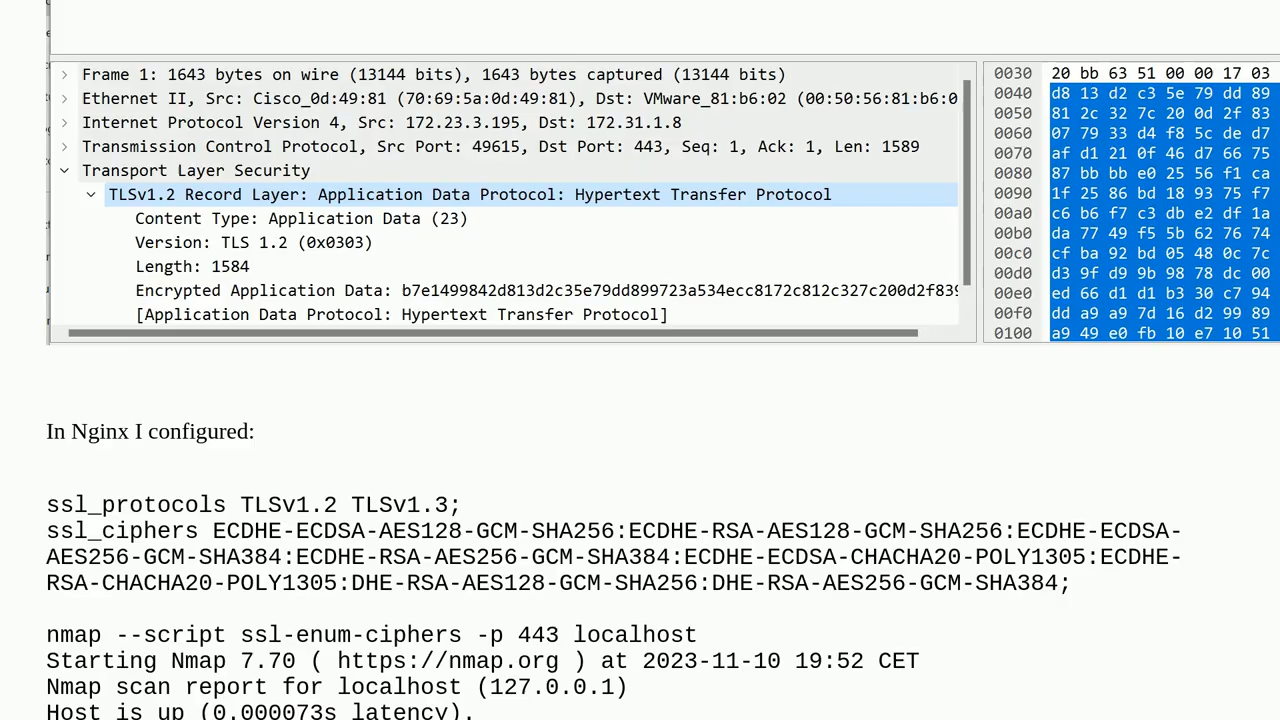 Frame 1: 1643 bytes on wire (13144 bits), 1643 bytes captured (13144 bits)
Ethernet II, Src: Cisco_0d:49:81 (70:69:5a:0d:49:81), Dst: VMware_81:b6:02 (00:50:56:81:b6:0
Internet Protocol Version 4, Src: 172.23.3.195, Dst: 172.31.1.8
Transmission Control Protocol, Src Port: 49615, Dst Port: 443, Seq: 1, Ack: 1, Len: 1589
Transport Layer Security
TLSv1.2 Record Layer: Application Data Protocol: Hypertext Transfer Protocol
Content Type: Application Data (23)
Version: TLS 1.2 (0x0303)
Length: 1584
Encrypted Application Data: b7e1499842d813d2c35e79dd899723a534ecc8172c812c327c200d2f839
[Application Data Protocol: Hypertext Transfer Protocol]
0030 20 bb 63 51 00 00 17 03
0040 d8 13 d2 c3 5e 79 dd 89
0050 81 2c 32 7c 20 0d 2f 83
0060 07 79 33 d4 f8 5c de d7
0070 af d1 21 0f 46 d7 66 75
0080 87 bb bb e0 25 56 f1 ca
0090 1f 25 86 bd 18 93 75 f7
00a0 c6 b6 f7 c3 db e2 df 1a
00b0 da 77 49 f5 5b 62 76 74
00c0 cf ba 92 bd 05 48 0c 7c
00d0 d3 9f d9 9b 98 78 dc 00
00e0 ed 66 d1 d1 b3 30 c7 94
00f0 dd a9 a9 7d 16 d2 99 89
0100 a9 49 e0 fb 10 e7 10 51
In Nginx I configured:
ssl_protocols TLSv1.2 TLSv1.3;
ssl_ciphers ECDHE-ECDSA-AES128-GCM-SHA256:ECDHE-RSA-AES128-GCM-SHA256:ECDHE-ECDSA-
AES256-GCM-SHA384:ECDHE-RSA-AES256-GCM-SHA384:ECDHE-ECDSA-CHACHA20-POLY1305:ECDHE-
RSA-CHACHA20-POLY1305:DHE-RSA-AES128-GCM-SHA256:DHE-RSA-AES256-GCM-SHA384;
nmap --script ssl-enum-ciphers -p 443 localhost
Starting Nmap 7.70 ( https://nmap.org ) at 2023-11-10 19:52 CET
Nmap scan report for localhost (127.0.0.1)
Host is up (0.000073s latency).